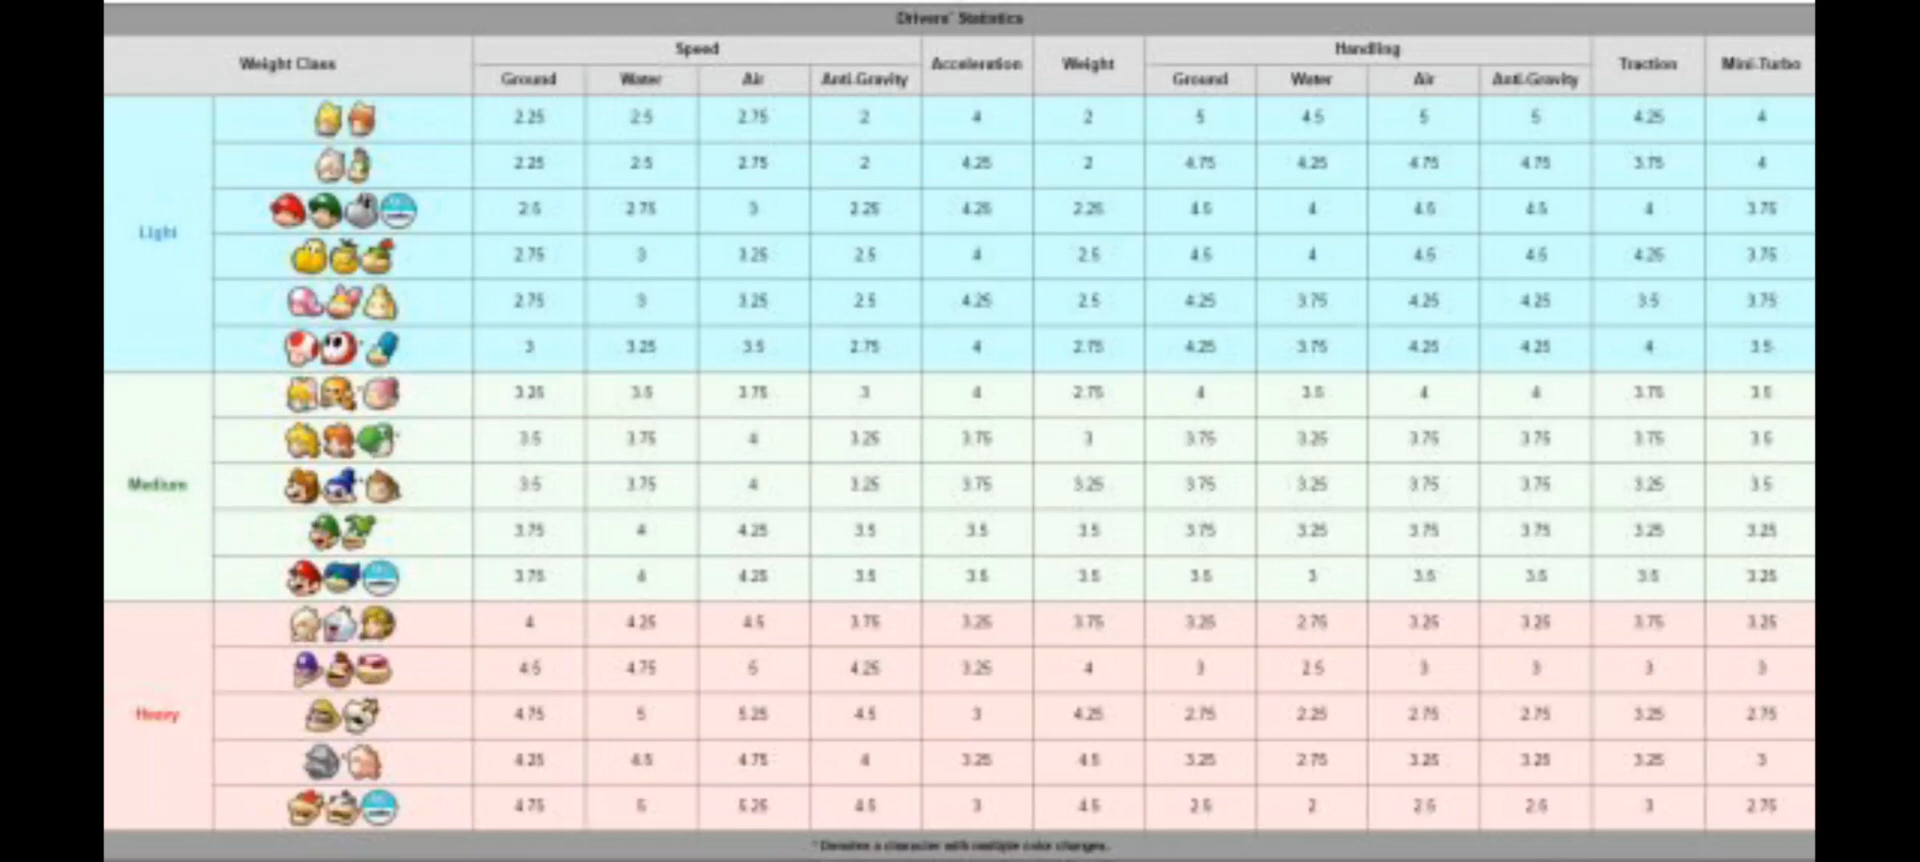 Drivers' Statistics
Weight Class Speed Acceleration Weight Handling Traction Mini-Turbo
Ground Water Air Anti-Gravity Ground Water Air Anti-Gravity
Light
2.25 2.5 2.75 2 4 2 5 4.5 5 5 4.25 4
2.25 2.5 2.75 2 4.25 2 4.75 4.25 4.75 4.75 3.75 4
2.5 2.75 3 2.25 4.25 2.25 4.5 4 4.5 4.5 4 3.75
2.75 3 3.25 2.5 4 2.5 4.5 4 4.5 4.5 4.25 3.75
2.75 3 3.25 2.5 4.25 2.5 4.25 3.75 4.25 4.25 3.5 3.75
3 3.25 3.5 2.75 4 2.75 4.25 3.75 4.25 4.25 4 3.5
Medium
3.25 3.5 3.75 3 4 2.75 4 3.5 4 4 3.75 3.5
3.5 3.75 4 3.25 3.75 3 3.75 3.25 3.75 3.75 3.75 3.5
3.5 3.75 4 3.25 3.75 3.25 3.75 3.25 3.75 3.75 3.25 3.5
3.75 4 4.25 3.5 3.5 3.5 3.75 3.25 3.75 3.75 3.25 3.25
3.75 4 4.25 3.5 3.5 3.5 3.5 3 3.5 3.5 3.5 3.25
Heavy
4 4.25 4.5 3.75 3.25 3.75 3.25 2.75 3.25 3.25 3.75 3.25
4.5 4.75 5 4.25 3.25 4 3 2.5 3 3 3 3
4.75 5 5.25 4.5 3 4.25 2.75 2.25 2.75 2.75 3.25 2.75
4.25 4.5 4.75 4 3.25 4.5 3.25 2.75 3.25 3.25 3.25 3
4.75 5 5.25 4.5 3 4.5 2.5 2 2.5 2.5 3 2.75
* Denotes a character with multiple color changes.